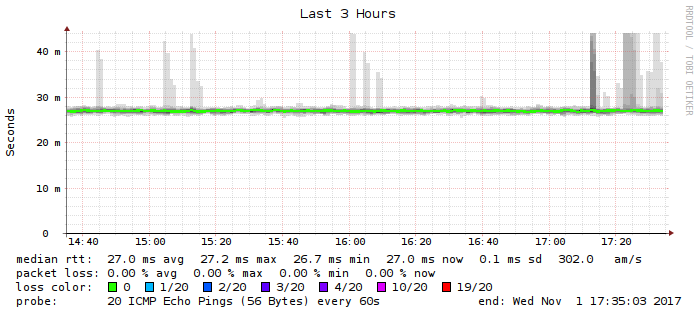 Last 3 Hours
RRDTOOL / TOBI OETIKER
Seconds
40 m
30 m
20 m
10 m
0
14:40 15:00 15:20 15:40 16:00 16:20 16:40 17:00 17:20
median rtt: 27.0 ms avg 27.2 ms max 26.7 ms min 27.0 ms now 0.1 ms sd 302.0 am/s
packet loss: 0.00 % avg 0.00 % max 0.00 % min 0.00 % now
loss color: 0 1/20 2/20 3/20 4/20 10/20 19/20
probe: 20 ICMP Echo Pings (56 Bytes) every 60s end: Wed Nov 1 17:35:03 2017